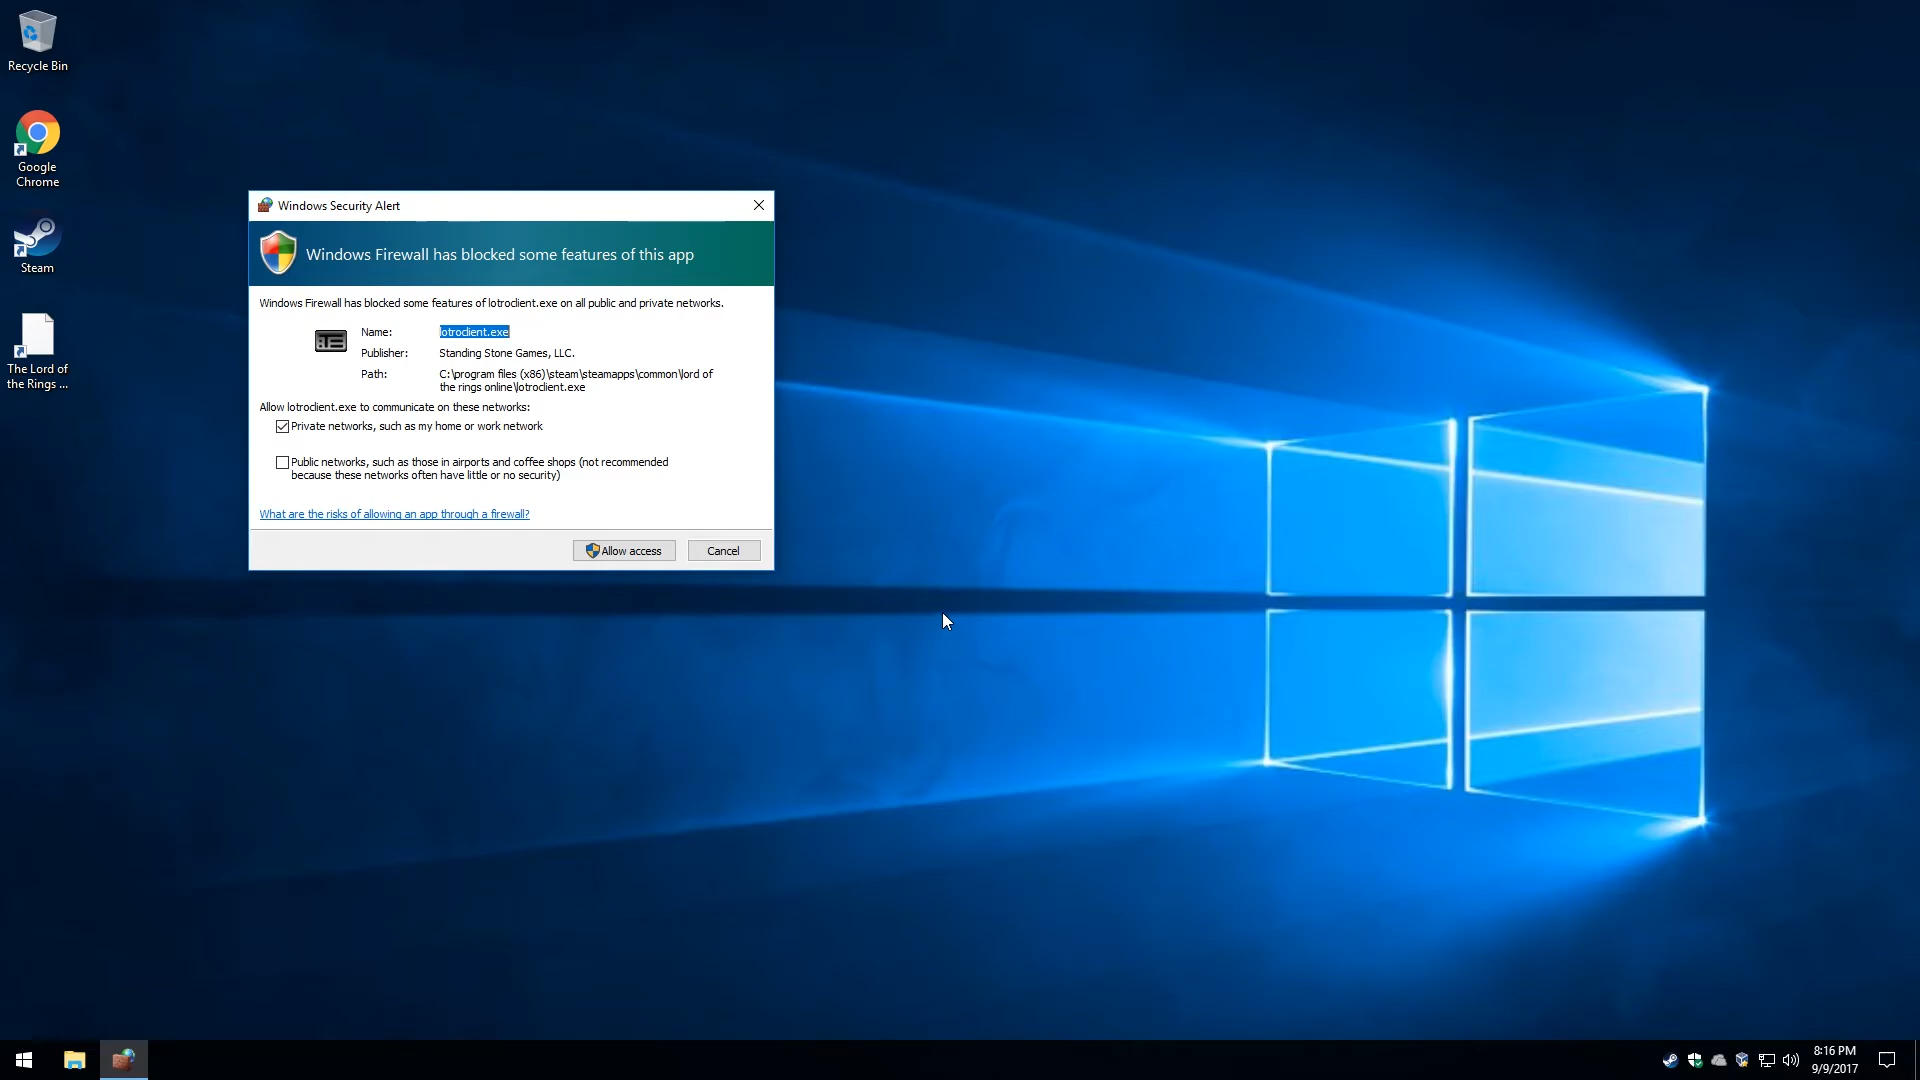 Recycle Bin
Google
Chrome
Steam
The Lord of
the Rings ...
Windows Security Alert
Windows Firewall has blocked some features of this app
Windows Firewall has blocked some features of lotroclient.exe on all public and private networks.
Name: lotroclient.exe
Publisher: Standing Stone Games, LLC.
Path: C:\program files (x86)\steam\steamapps\common\lord of
the rings online\lotroclient.exe
Allow lotroclient.exe to communicate on these networks:
Private networks, such as my home or work network
Public networks, such as those in airports and coffee shops (not recommended
because these networks often have little or no security)
What are the risks of allowing an app through a firewall?
Allow access Cancel
8:16 PM
9/9/2017